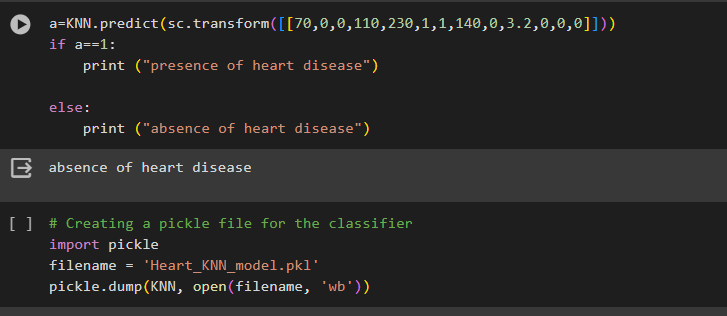 a=KNN.predict(sc.transform([[70,0,0,110,230,1,1,140,0,3.2,0,0,0]]))
if a==1:
    print ("presence of heart disease")
else:
    print ("absence of heart disease")
absence of heart disease
[ ] # Creating a pickle file for the classifier
import pickle
filename = 'Heart_KNN_model.pkl'
pickle.dump(KNN, open(filename, 'wb'))